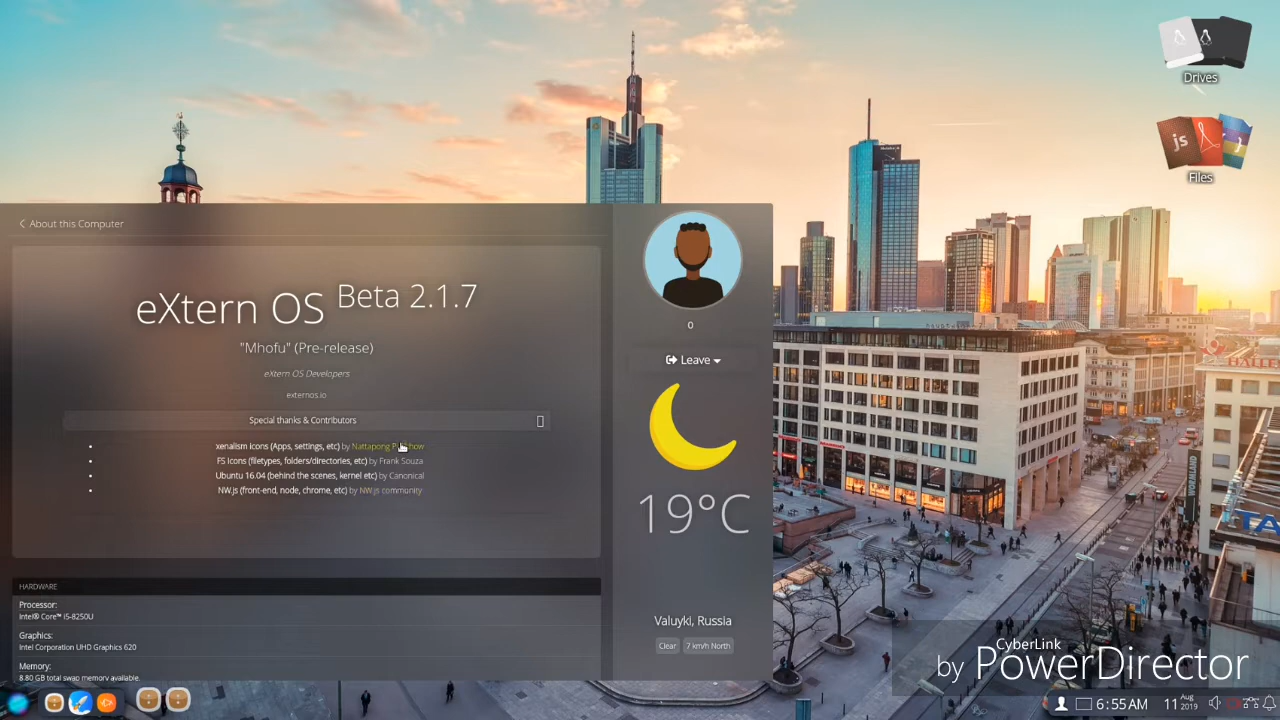 Drives
js
Files
About this Computer
eXtern OS Beta 2.1.7
"Mhofu" (Pre-release)
eXtern OS Developers
externos.io
Special thanks & Contributors
xenalism icons (Apps, settings, etc) by Nattapong
FS Icons (filetypes, folders/directories, etc) by Frank Souza
Ubuntu 16.04 (behind the scenes, kernel etc) by Canonical
NW.js (front-end, node, chrome, etc) by NW.js community
HARDWARE
Processor:
Intel® Core™ i5-8250U
Graphics:
Intel Corporation UHD Graphics 620
Memory:
8.80 GB total swap memory available.
0
Leave
19°C
Valuyki, Russia
Clear
7 km/h North
WORMLAND
TA
CyberLink
by PowerDirector
6:55AM
11 Aug
2019